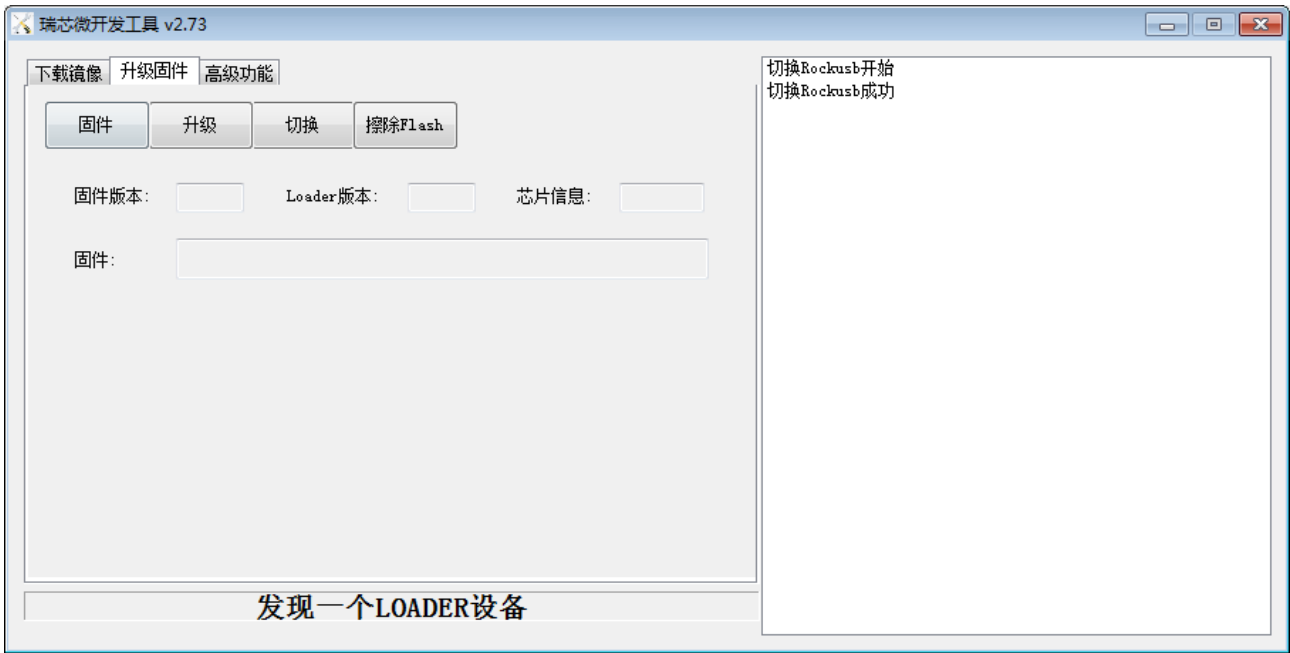 瑞芯微开发工具 v2.73
下载镜像 升级固件 高级功能
固件 升级 切换 擦除Flash
固件版本: Loader版本: 芯片信息:
固件:
发现一个LOADER设备
切换Rockusb开始
切换Rockusb成功